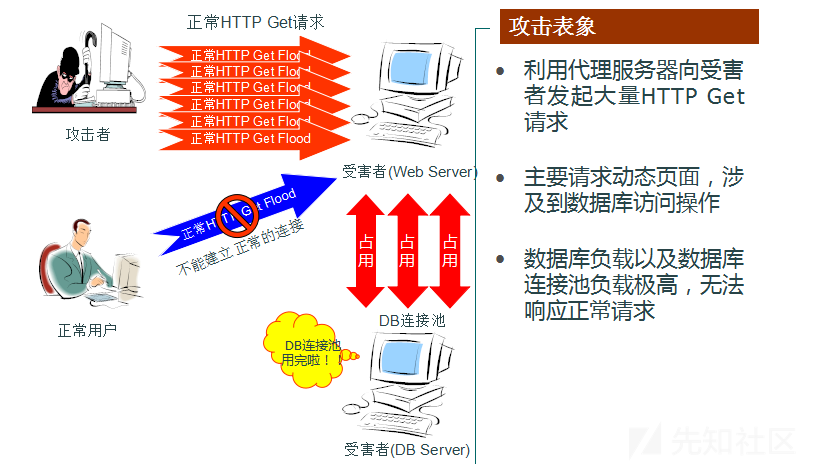 正常HTTP Get请求
正常HTTP Get Flood
正常HTTP Get Flood
正常HTTP Get Flood
正常HTTP Get Flood
正常HTTP Get Flood
正常HTTP Get Flood
攻击者
受害者(Web Server)
正常HTTP Get Flood
不能建立正常的连接
正常用户
占用
占用
占用
DB连接池
DB连接池
用完啦！！
受害者(DB Server)
攻击表象
• 利用代理服务器向受害
者发起大量HTTP Get
请求
• 主要请求动态页面，涉
及到数据库访问操作
• 数据库负载以及数据库
连接池负载极高，无法
响应正常请求
先知社区